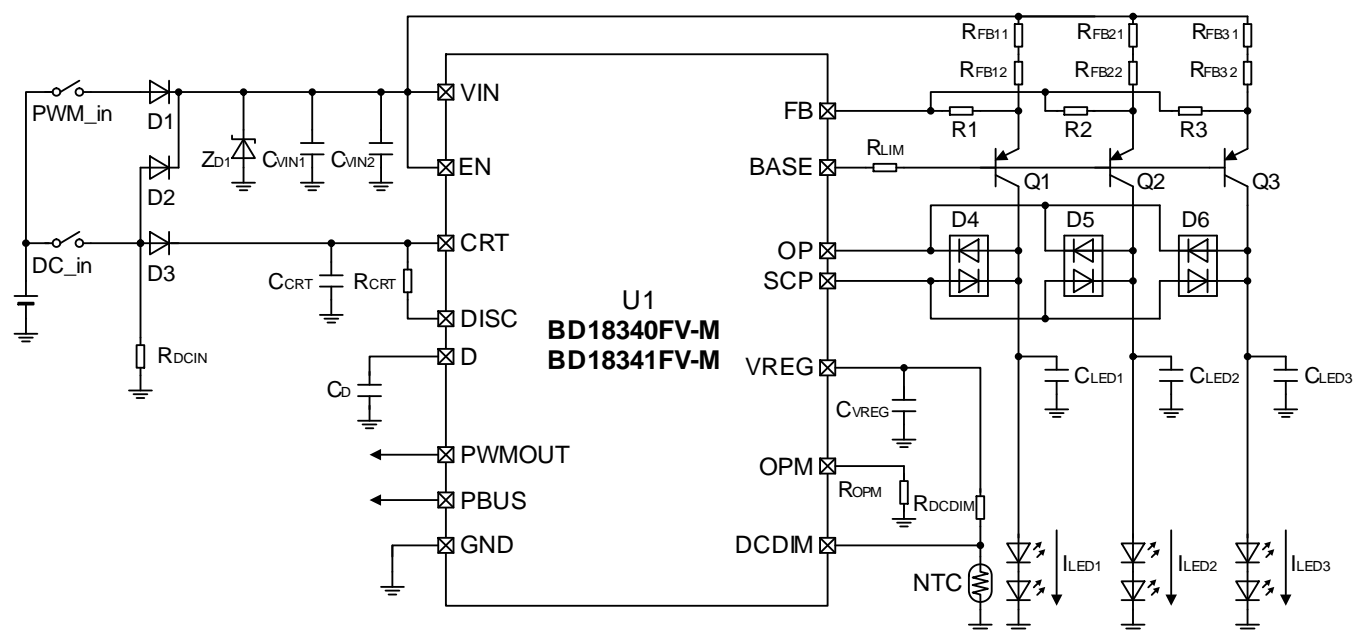 RFB11
RFB21
RFB31
RFB12
RFB22
RFB32
PWM_in
D1
VIN
FB
R1
R2
R3
ZD1
CVIN1
CVIN2
D2
EN
BASE
RLIM
Q1
Q2
Q3
DC_in
D3
CRT
OP
D4
D5
D6
CCRT
RCRT
SCP
U1
BD18340FV-M
BD18341FV-M
DISC
RDCIN
D
VREG
CLED1
CLED2
CLED3
CD
CVREG
PWMOUT
OPM
ROPM
RDCDIM
PBUS
GND
DCDIM
NTC
ILED1
ILED2
ILED3